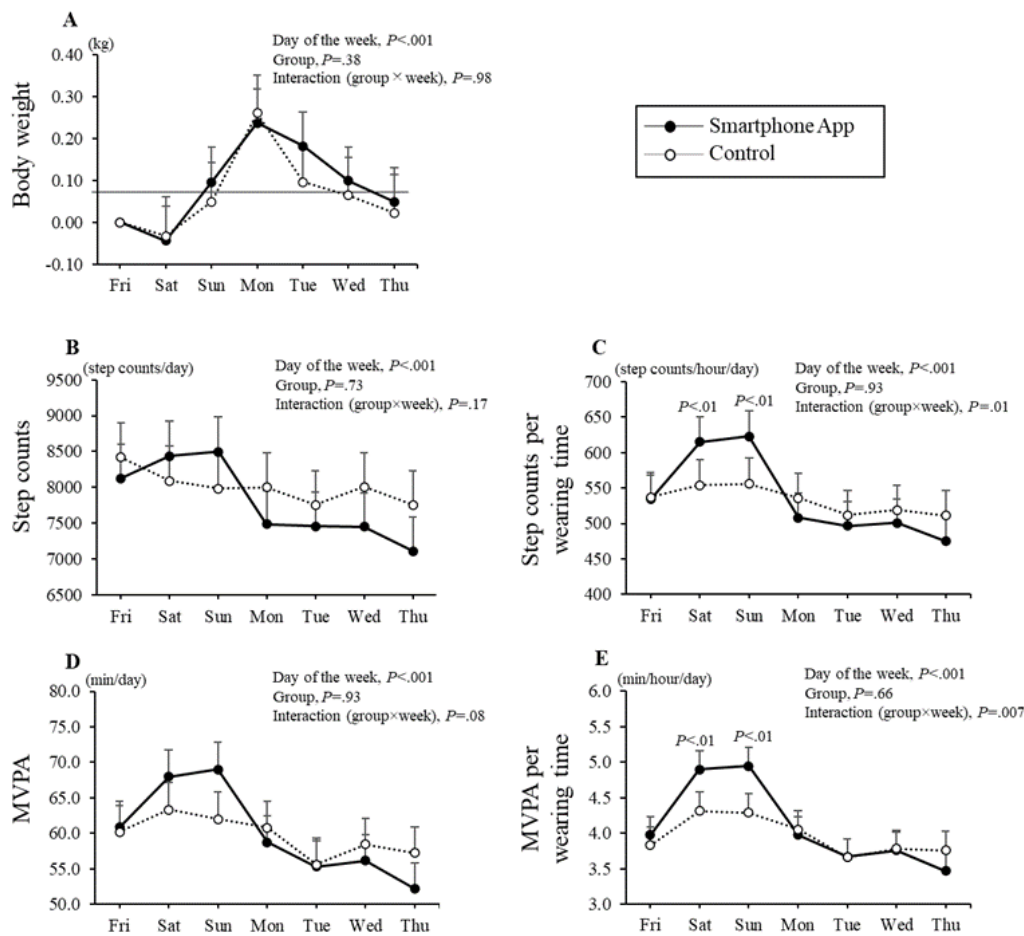 A
(kg)
Day of the week, P<.001
Group, P=.38
Interaction (group × week), P=.98
Body weight
0.40
0.30
0.20
0.10
0.00
-0.10
Fri Sat Sun Mon Tue Wed Thu
Smartphone App
Control
B
(step counts/day)
Day of the week, P<.001
Group, P=.73
Interaction (group×week), P=.17
Step counts
9500
9000
8500
8000
7500
7000
6500
Fri Sat Sun Mon Tue Wed Thu
C
(step counts/hour/day)
Day of the week, P<.001
Group, P=.93
Interaction (group×week), P=.01
P<.01 P<.01
Step counts per
wearing time
700
650
600
550
500
450
400
Fri Sat Sun Mon Tue Wed Thu
D
(min/day)
Day of the week, P<.001
Group, P=.93
Interaction (group×week), P=.08
MVPA
80.0
75.0
70.0
65.0
60.0
55.0
50.0
Fri Sat Sun Mon Tue Wed Thu
E
(min/hour/day)
Day of the week, P<.001
Group, P=.66
Interaction (group×week), P=.007
P<.01 P<.01
MVPA per
wearing time
6.0
5.5
5.0
4.5
4.0
3.5
3.0
Fri Sat Sun Mon Tue Wed Thu